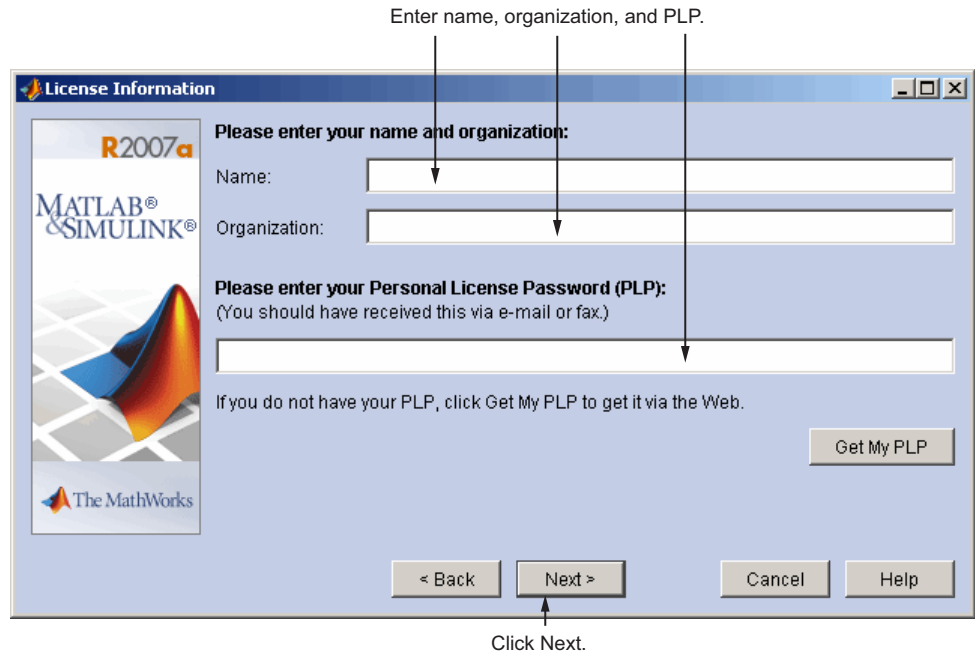 Enter name, organization, and PLP.
License Information
R2007a
MATLAB®
&SIMULINK®
The MathWorks
Please enter your name and organization:
Name:
Organization:
Please enter your Personal License Password (PLP):
(You should have received this via e-mail or fax.)
If you do not have your PLP, click Get My PLP to get it via the Web.
Get My PLP
< Back
Next >
Cancel
Help
Click Next.